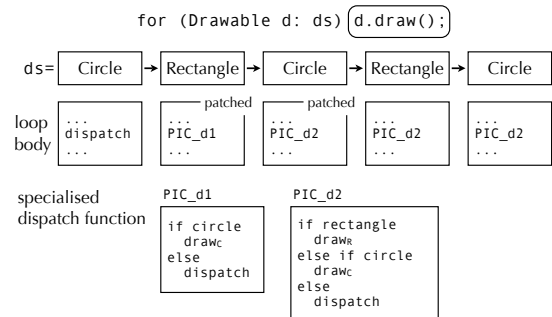 for (Drawable d: ds) d.draw();
ds= Circle Rectangle Circle Rectangle Circle
patched patched
loop body
... dispatch ...
... PIC_d1 ...
... PIC_d2 ...
... PIC_d2 ...
... PIC_d2 ...
specialised
dispatch function
PIC_d1
if circle
drawC
else
dispatch
PIC_d2
if rectangle
drawR
else if circle
drawC
else
dispatch